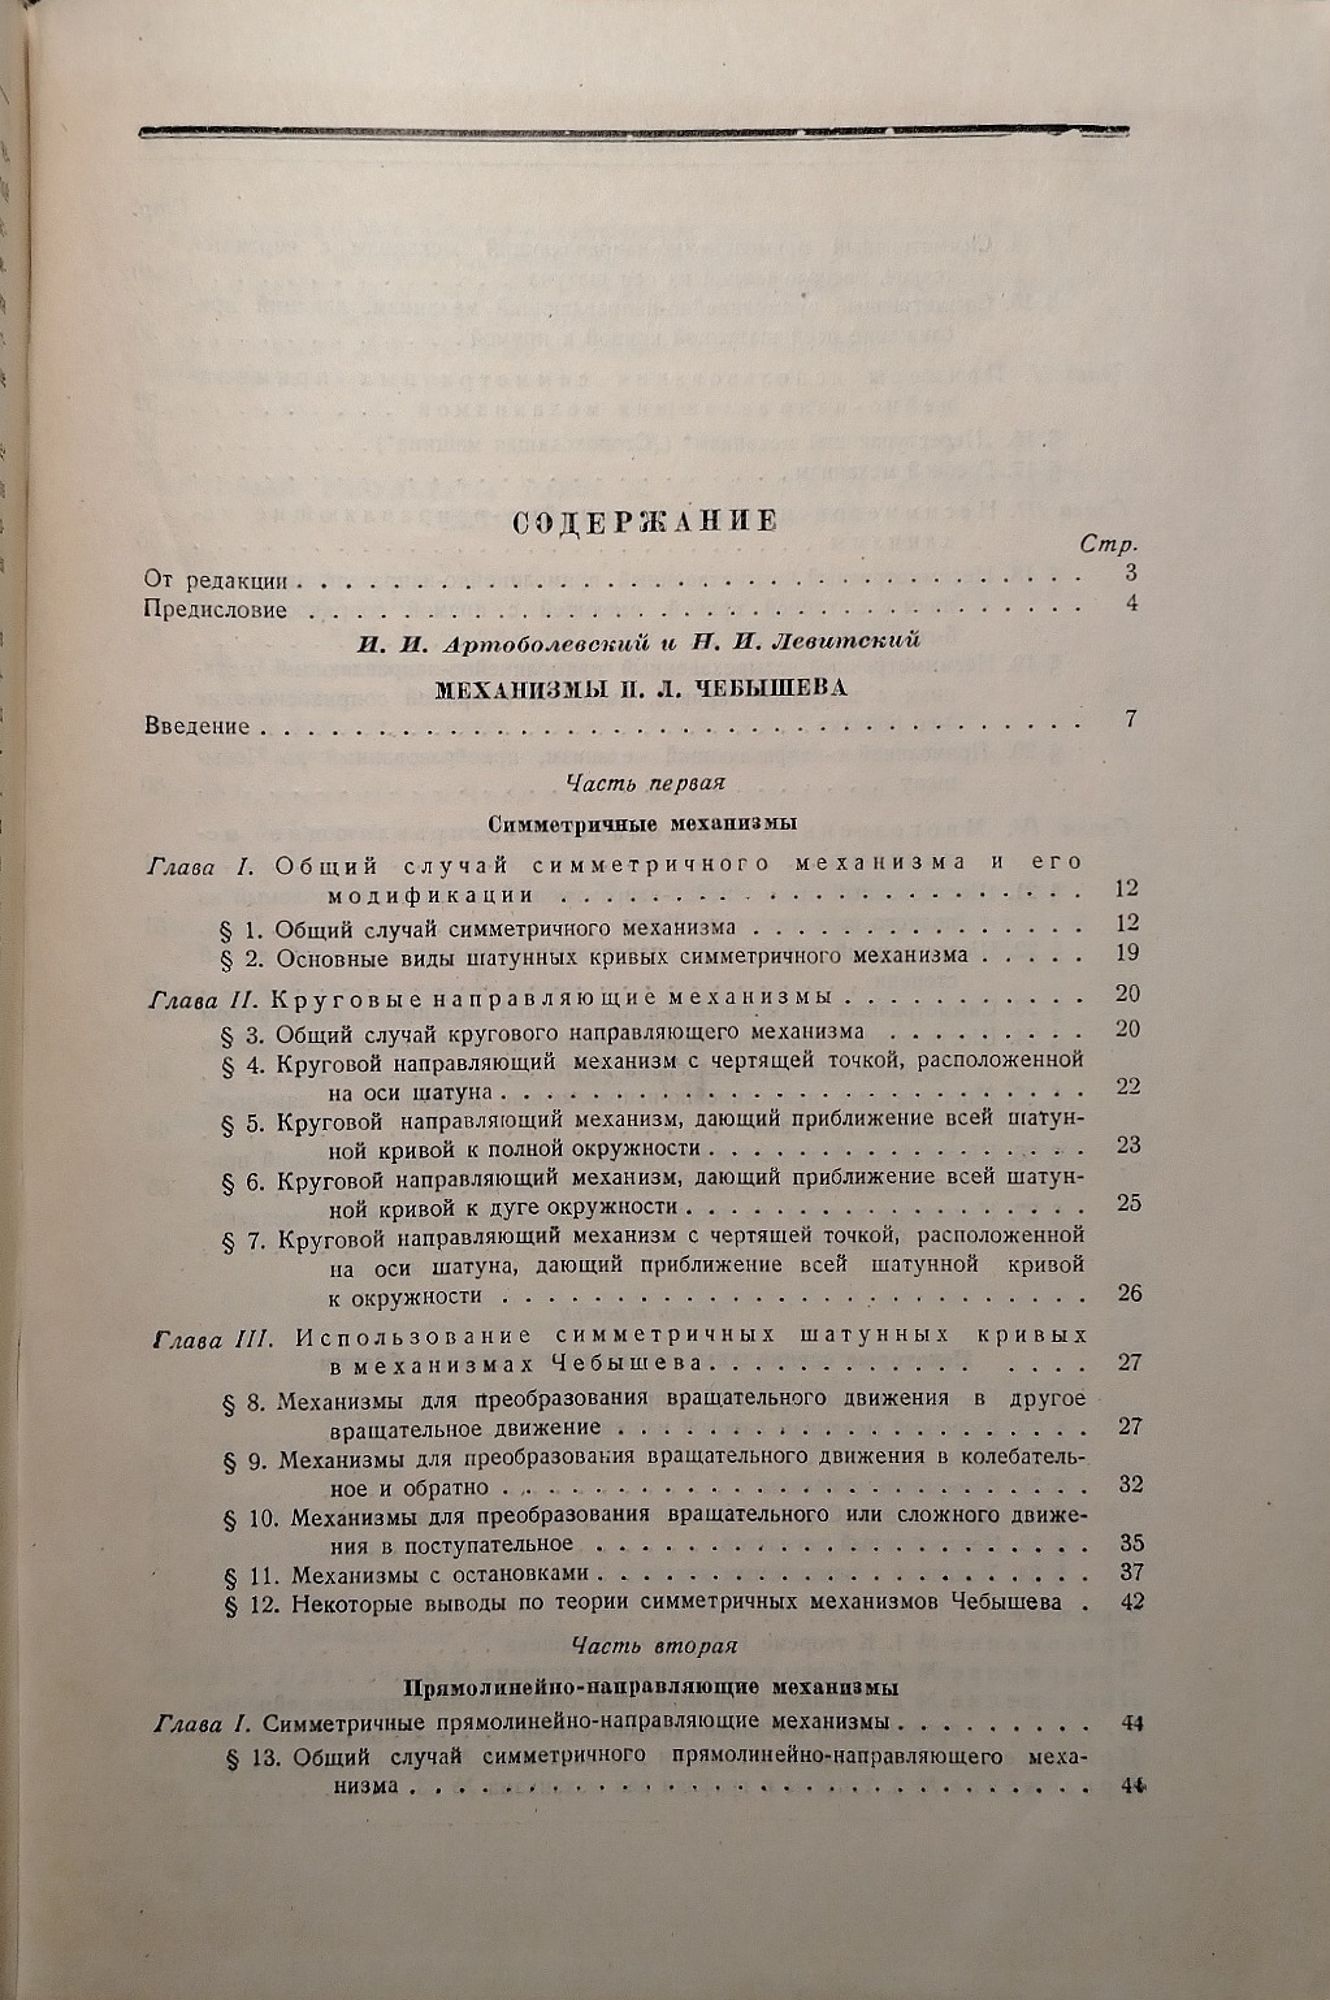 СОДЕРЖАНИЕ
Стр.
От редакции . . . . . . . . . . . . . . . . . . . . . . . . . . . . . . . . . . 3
Предисловие . . . . . . . . . . . . . . . . . . . . . . . . . . . . . . . . . . 4
И. И. Артоболевский и Н. И. Левитский
МЕХАНИЗМЫ П. Л. ЧЕБЫШЕВА
Введение . . . . . . . . . . . . . . . . . . . . . . . . . . . . . . . . . . . . 7
Часть первая
Симметричные механизмы
Глава I. Общий случай симметричного механизма и его
модификации . . . . . . . . . . . . . . . . . . . . . . . 12
§ 1. Общий случай симметричного механизма . . . . . . . . . . . . . . . 12
§ 2. Основные виды шатунных кривых симметричного механизма . . . . . 19
Глава II. Круговые направляющие механизмы . . . . . . . . . . . 20
§ 3. Общий случай кругового направляющего механизма . . . . . . . . . 20
§ 4. Круговой направляющий механизм с чертящей точкой, расположенной
на оси шатуна . . . . . . . . . . . . . . . . . . . . . . . . . . 22
§ 5. Круговой направляющий механизм, дающий приближение всей шатун-
ной кривой к полной окружности . . . . . . . . . . . . . . . . . 23
§ 6. Круговой направляющий механизм, дающий приближение всей шатун-
ной кривой к дуге окружности . . . . . . . . . . . . . . . . . . 25
§ 7. Круговой направляющий механизм с чертящей точкой, расположенной
на оси шатуна, дающий приближение всей шатунной кривой
к окружности . . . . . . . . . . . . . . . . . . . . . . . . . . 26
Глава III. Использование симметричных шатунных кривых
в механизмах Чебышева . . . . . . . . . . . . . . . . 27
§ 8. Механизмы для преобразования вращательного движения в другое
вращательное движение . . . . . . . . . . . . . . . . . . . . . 27
§ 9. Механизмы для преобразования вращательного движения в колебатель-
ное и обратно . . . . . . . . . . . . . . . . . . . . . . . . . . 32
§ 10. Механизмы для преобразования вращательного или сложного движе-
ния в поступательное . . . . . . . . . . . . . . . . . . . . . . 35
§ 11. Механизмы с остановками . . . . . . . . . . . . . . . . . . . . . . 37
§ 12. Некоторые выводы по теории симметричных механизмов Чебышева . 42
Часть вторая
Прямолинейно-направляющие механизмы
Глава I. Симметричные прямолинейно-направляющие механизмы . . . . . . . . . 44
§ 13. Общий случай симметричного прямолинейно-направляющего меха-
низма . . . . . . . . . . . . . . . . . . . . . . . . . . . . . . 44